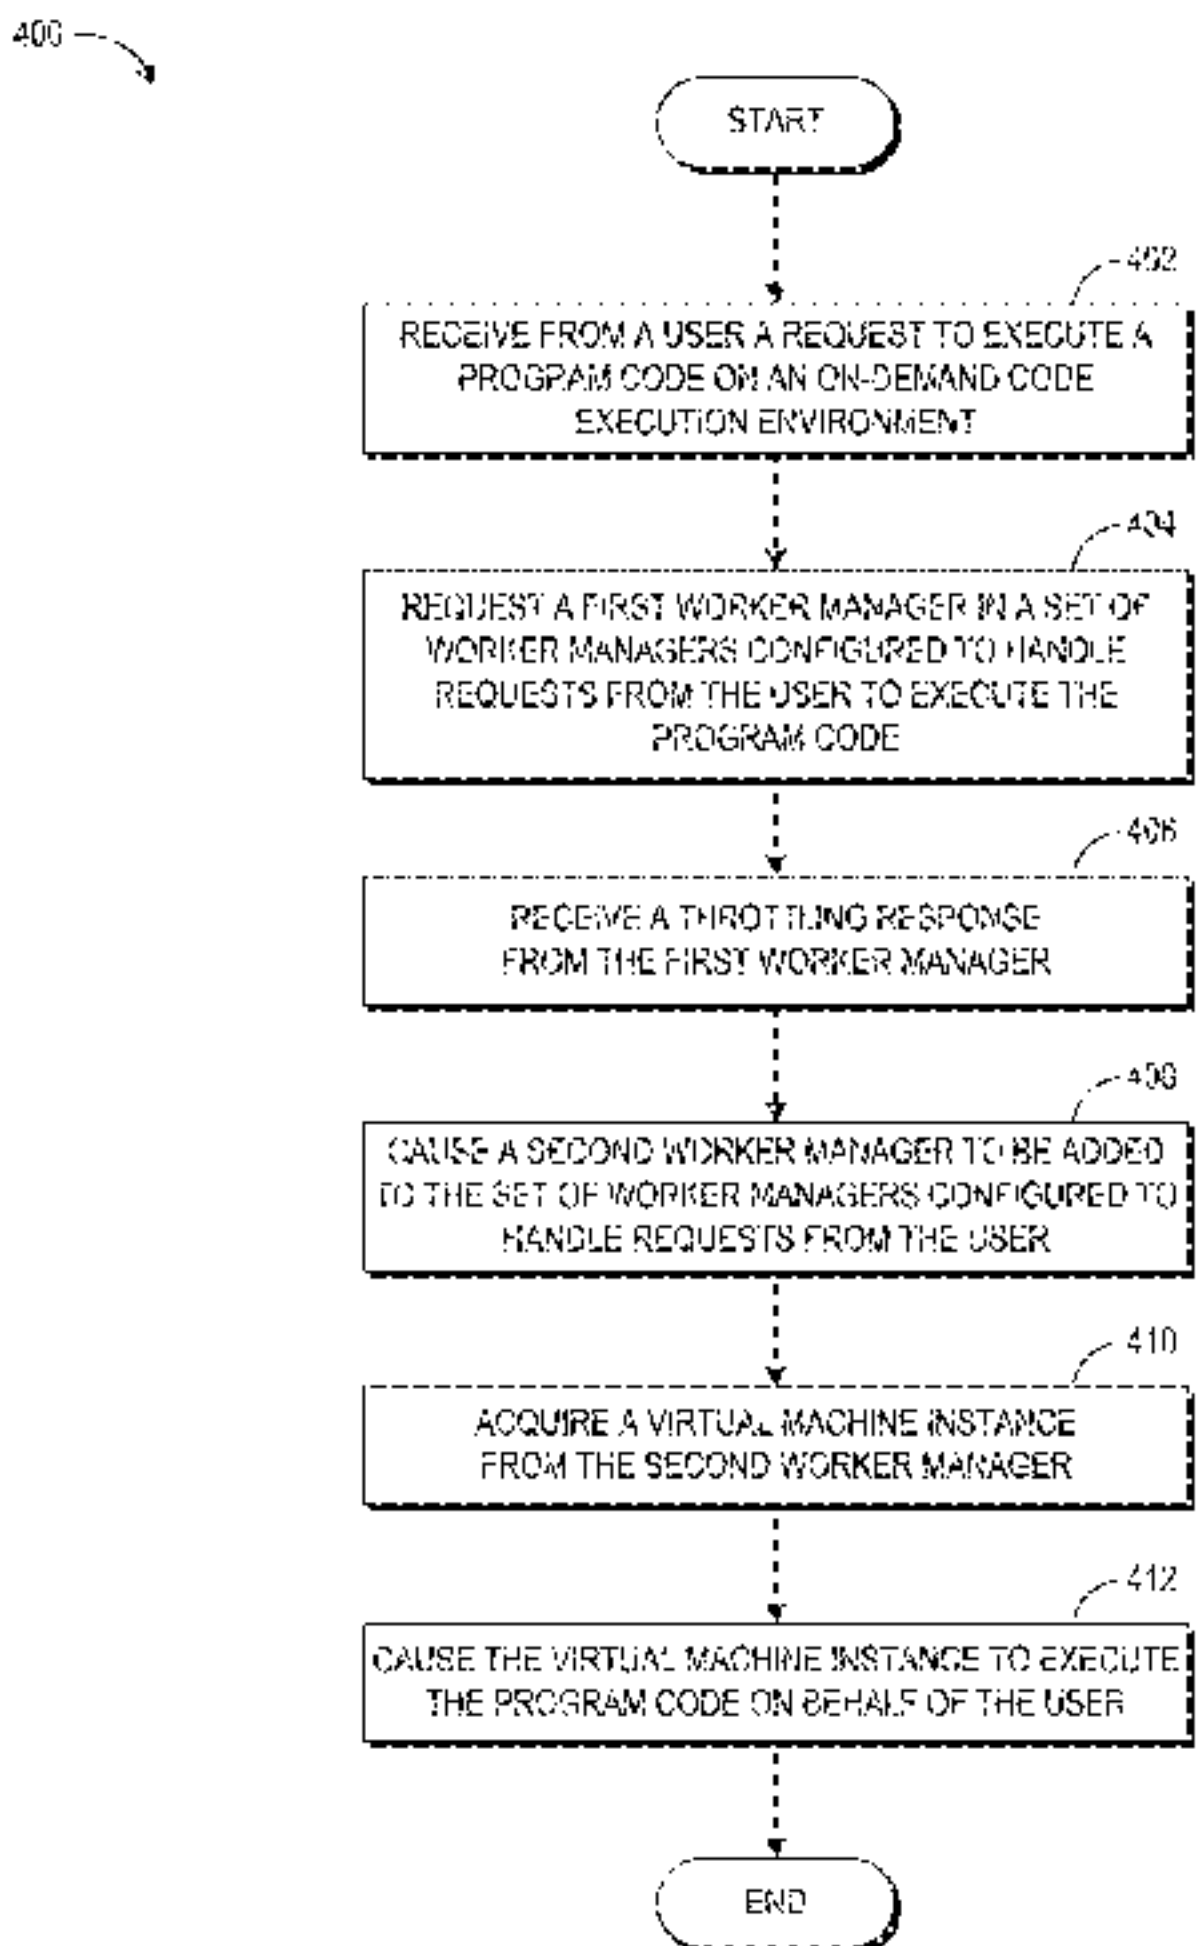 400
START
402
RECEIVE FROM A USER A REQUEST TO EXECUTE A
PROGRAM CODE ON AN ON-DEMAND CODE
EXECUTION ENVIRONMENT
404
REQUEST A FIRST WORKER MANAGER IN A SET OF
WORKER MANAGERS CONFIGURED TO HANDLE
REQUESTS FROM THE USER TO EXECUTE THE
PROGRAM CODE
406
RECEIVE A THROTTLING RESPONSE
FROM THE FIRST WORKER MANAGER
408
CAUSE A SECOND WORKER MANAGER TO BE ADDED
TO THE SET OF WORKER MANAGERS CONFIGURED TO
HANDLE REQUESTS FROM THE USER
410
ACQUIRE A VIRTUAL MACHINE INSTANCE
FROM THE SECOND WORKER MANAGER
412
CAUSE THE VIRTUAL MACHINE INSTANCE TO EXECUTE
THE PROGRAM CODE ON BEHALF OF THE USER
END